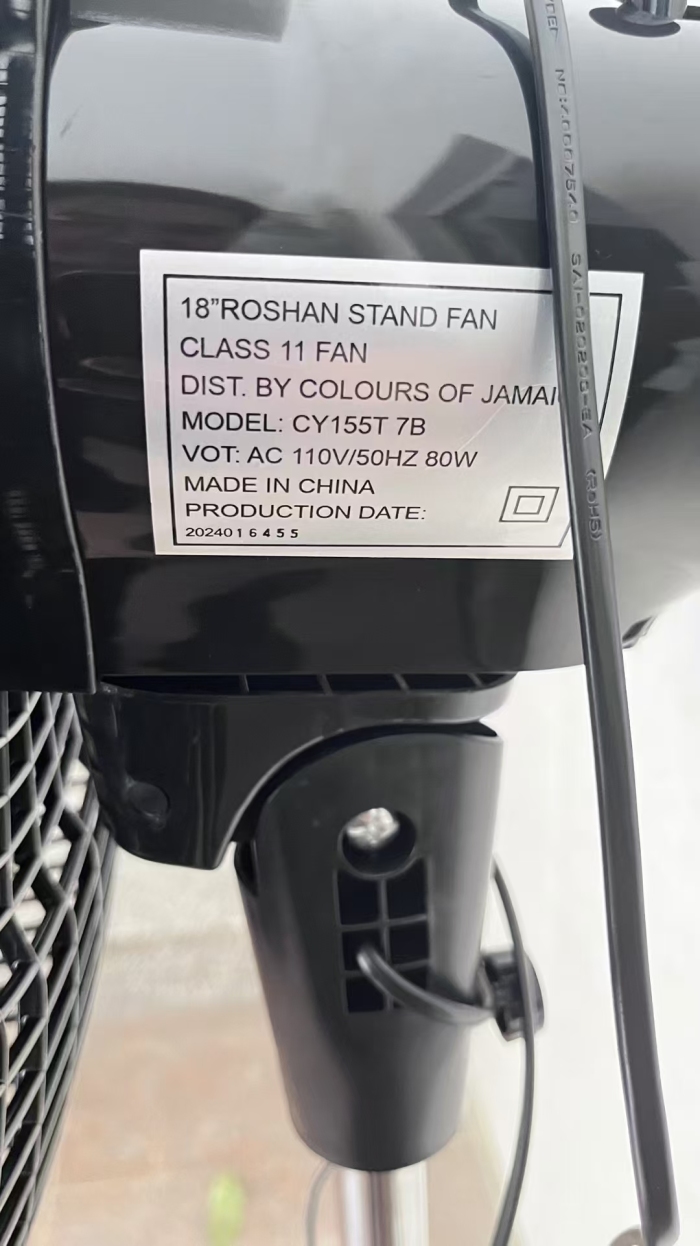 18”ROSHAN STAND FAN
CLASS 11 FAN
DIST. BY COLOURS OF
MODEL: CY155T 7B
VOT: AC 110V/50HZ 80W
MADE IN CHINA
PRODUCTION DATE:
2024016455
(RoHS)